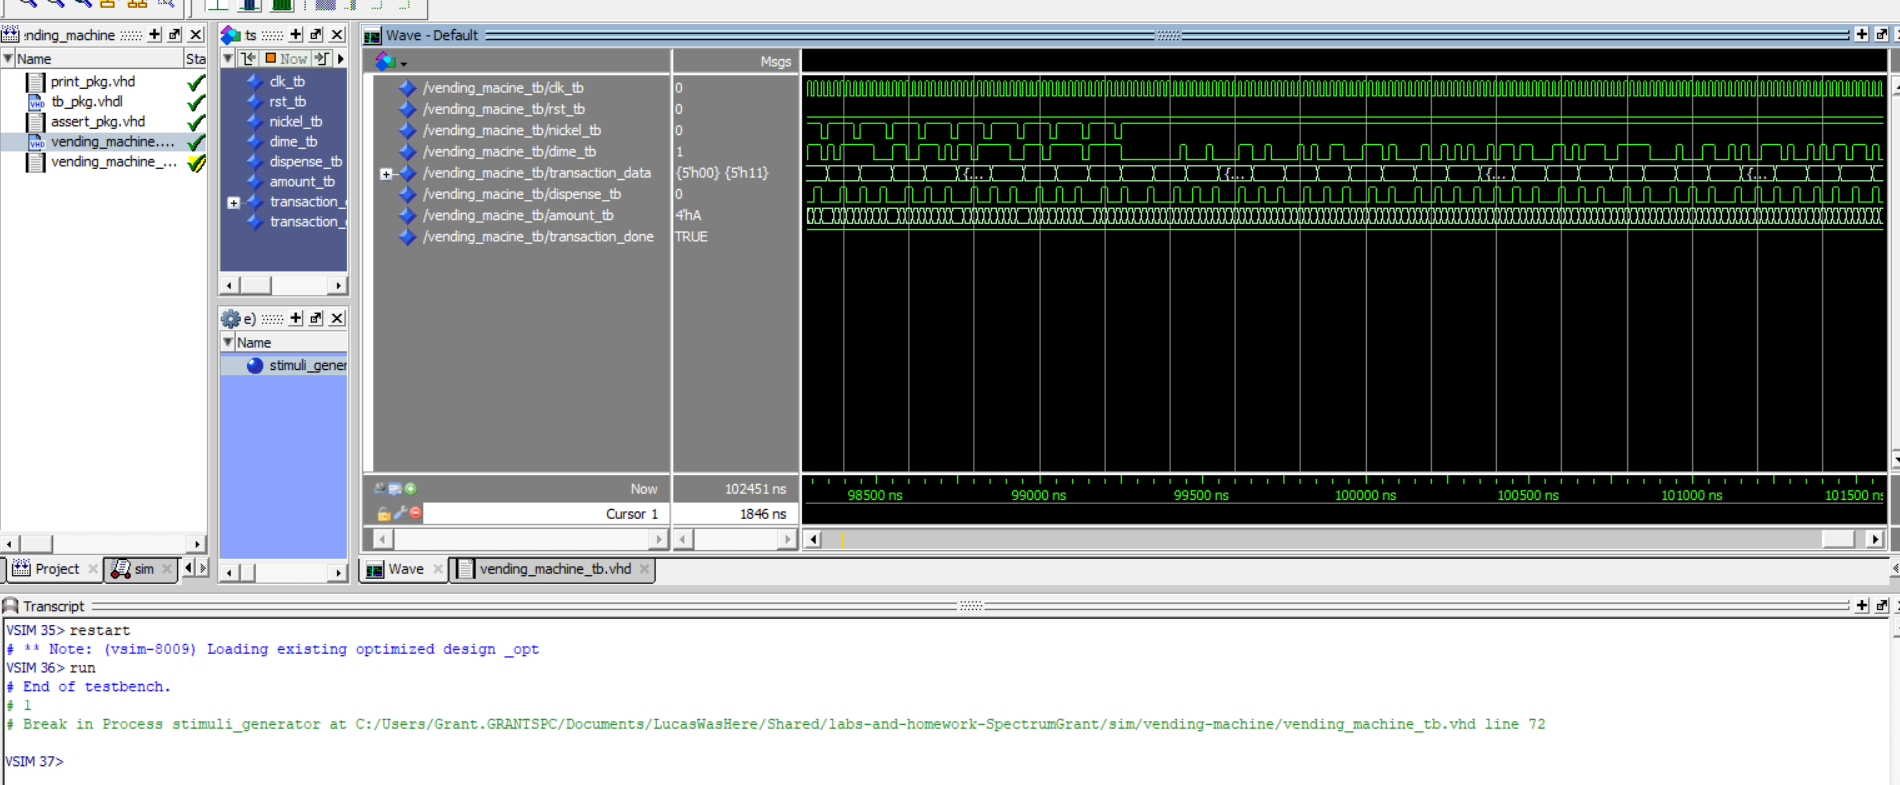 ending_machine
Name
Sta
print_pkg.vhd
tb_pkg.vhdl
assert_pkg.vhd
vending_machine....
vending_machine_...
Project
sim
ts
Now
clk_tb
rst_tb
nickel_tb
dime_tb
dispense_tb
amount_tb
transaction_
transaction_
e)
Name
stimuli_gener
Wave - Default
Msgs
/vending_macine_tb/clk_tb 0
/vending_macine_tb/rst_tb 0
/vending_macine_tb/nickel_tb 0
/vending_macine_tb/dime_tb 1
/vending_macine_tb/transaction_data {5'h00} {5'h11}
/vending_macine_tb/dispense_tb 0
/vending_macine_tb/amount_tb 4'hA
/vending_macine_tb/transaction_done TRUE
{... {... {... {...
Now 102451 ns
Cursor 1 1846 ns
98500 ns 99000 ns 99500 ns 100000 ns 100500 ns 101000 ns 101500 ns
Wave
vending_machine_tb.vhd
Transcript
VSIM 35> restart
# ** Note: (vsim-8009) Loading existing optimized design _opt
VSIM 36> run
# End of testbench.
# 1
# Break in Process stimuli_generator at C:/Users/Grant.GRANTSPC/Documents/LucasWasHere/Shared/labs-and-homework-SpectrumGrant/sim/vending-machine/vending_machine_tb.vhd line 72
VSIM 37>